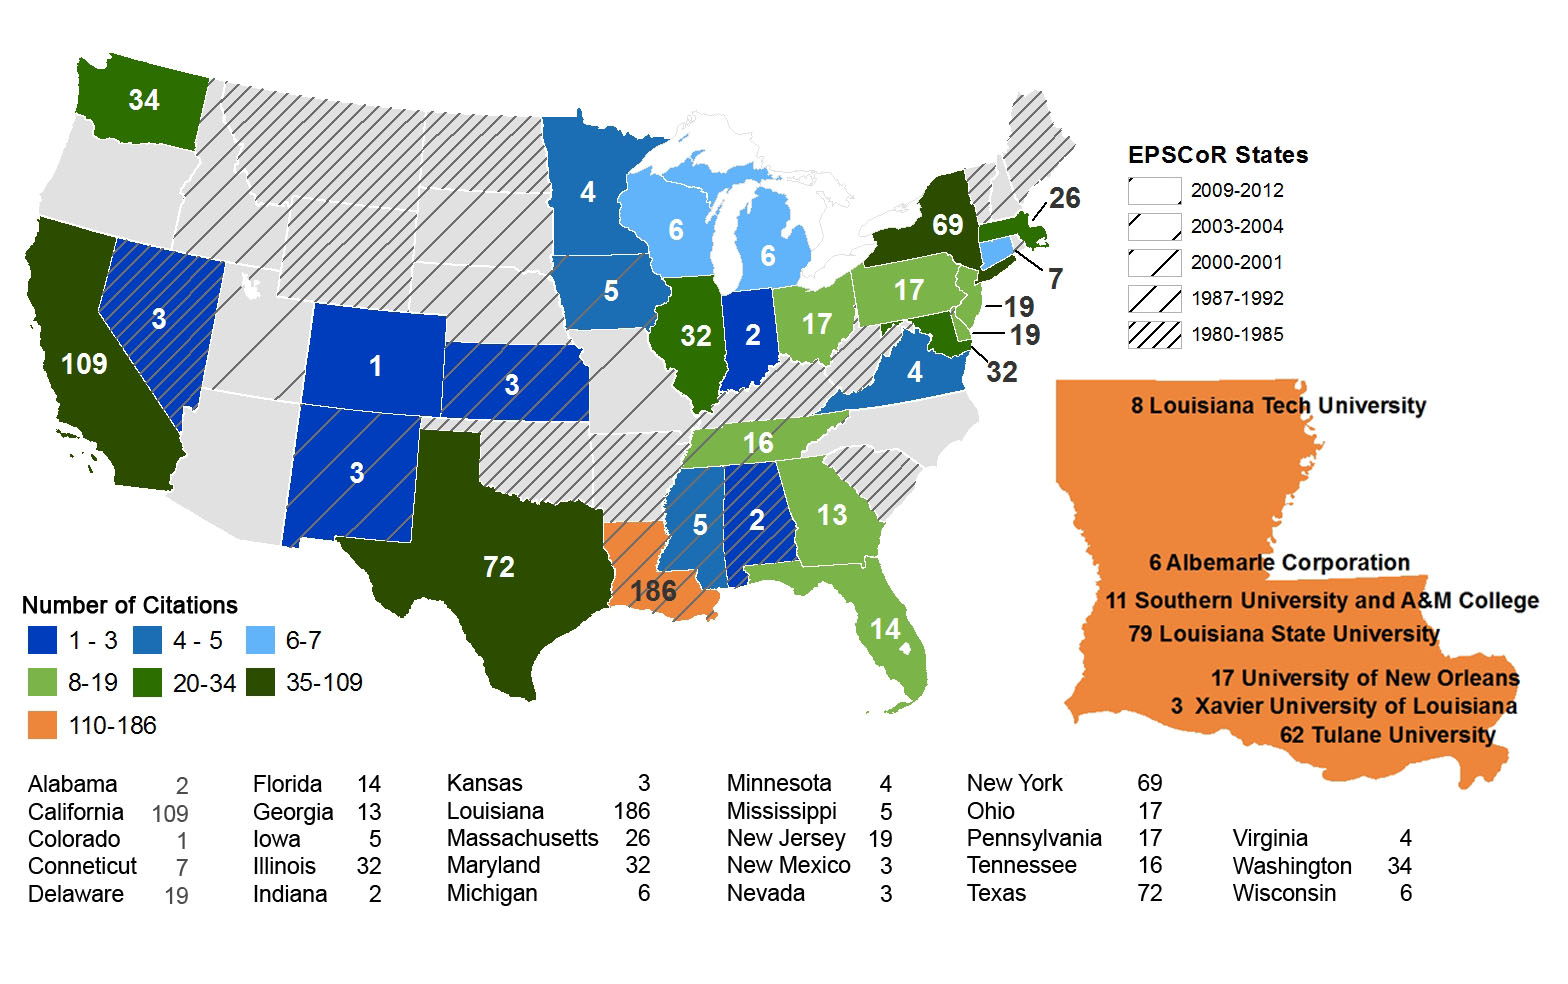 34
4
6
6
69
26
7
17
19
19
32
5
32
2
17
4
3
1
3
109
16
3
5
2
13
72
186
14
EPSCoR States
2009-2012
2003-2004
2000-2001
1987-1992
1980-1985
8 Louisiana Tech University
6 Albemarle Corporation
11 Southern University and A&M College
79 Louisiana State University
17 University of New Orleans
3 Xavier University of Louisiana
62 Tulane University
Number of Citations
1 - 3 4 - 5 6-7
8-19 20-34 35-109
110-186
Alabama 2 Florida 14 Kansas 3 Minnesota 4 New York 69
California 109 Georgia 13 Louisiana 186 Mississippi 5 Ohio 17
Colorado 1 Iowa 5 Massachusetts 26 New Jersey 19 Pennsylvania 17 Virginia 4
Conneticut 7 Illinois 32 Maryland 32 New Mexico 3 Tennessee 16 Washington 34
Delaware 19 Indiana 2 Michigan 6 Nevada 3 Texas 72 Wisconsin 6